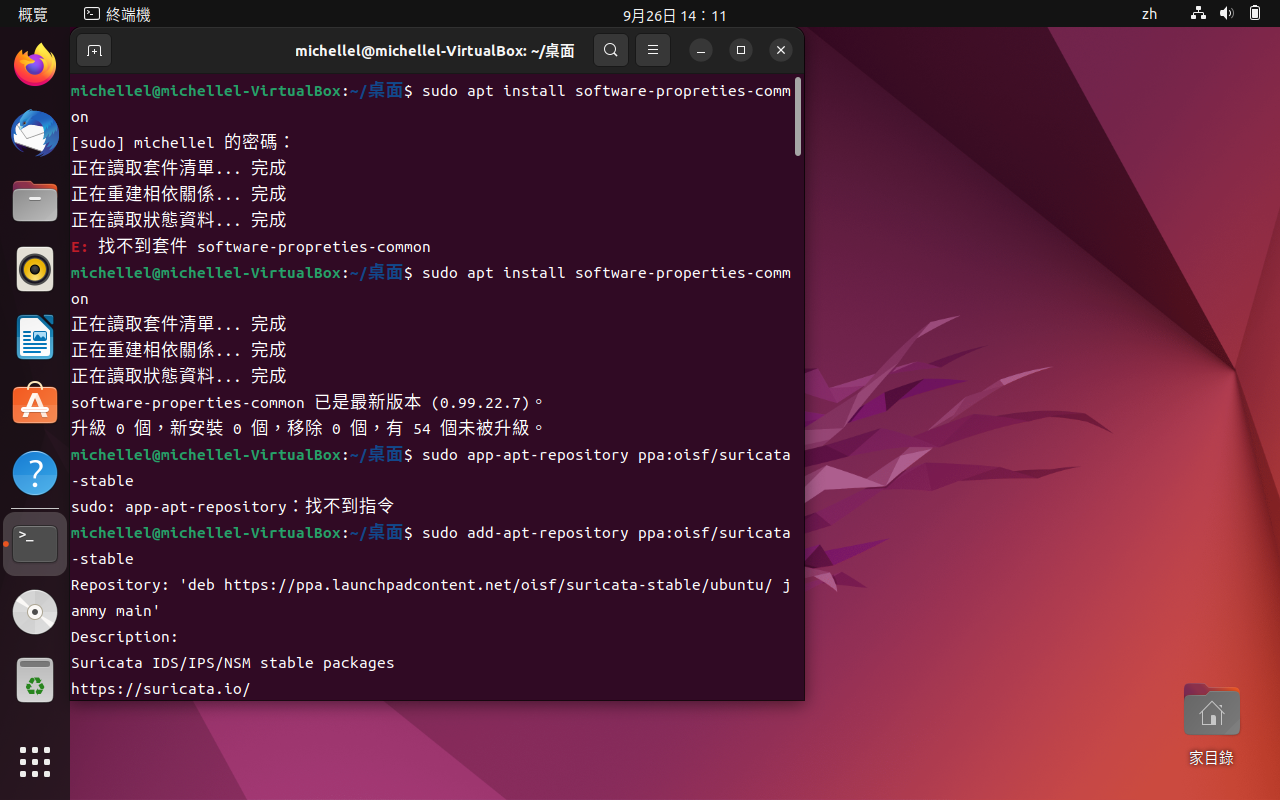 概覽
終端機
9月26日 14：11
zh
michellel@michellel-VirtualBox: ~/桌面
michellel@michellel-VirtualBox:~/桌面$ sudo apt install software-propreties-comm
on
[sudo] michellel 的密碼：
正在讀取套件清單... 完成
正在重建相依關係... 完成
正在讀取狀態資料... 完成
E: 找不到套件 software-propreties-common
michellel@michellel-VirtualBox:~/桌面$ sudo apt install software-properties-comm
on
正在讀取套件清單... 完成
正在重建相依關係... 完成
正在讀取狀態資料... 完成
software-properties-common 已是最新版本 (0.99.22.7)。
升級 0 個，新安裝 0 個，移除 0 個，有 54 個未被升級。
michellel@michellel-VirtualBox:~/桌面$ sudo app-apt-repository ppa:oisf/suricata
-stable
sudo: app-apt-repository：找不到指令
michellel@michellel-VirtualBox:~/桌面$ sudo add-apt-repository ppa:oisf/suricata
-stable
Repository: 'deb https://ppa.launchpadcontent.net/oisf/suricata-stable/ubuntu/ j
ammy main'
Description:
Suricata IDS/IPS/NSM stable packages
https://suricata.io/
家目錄